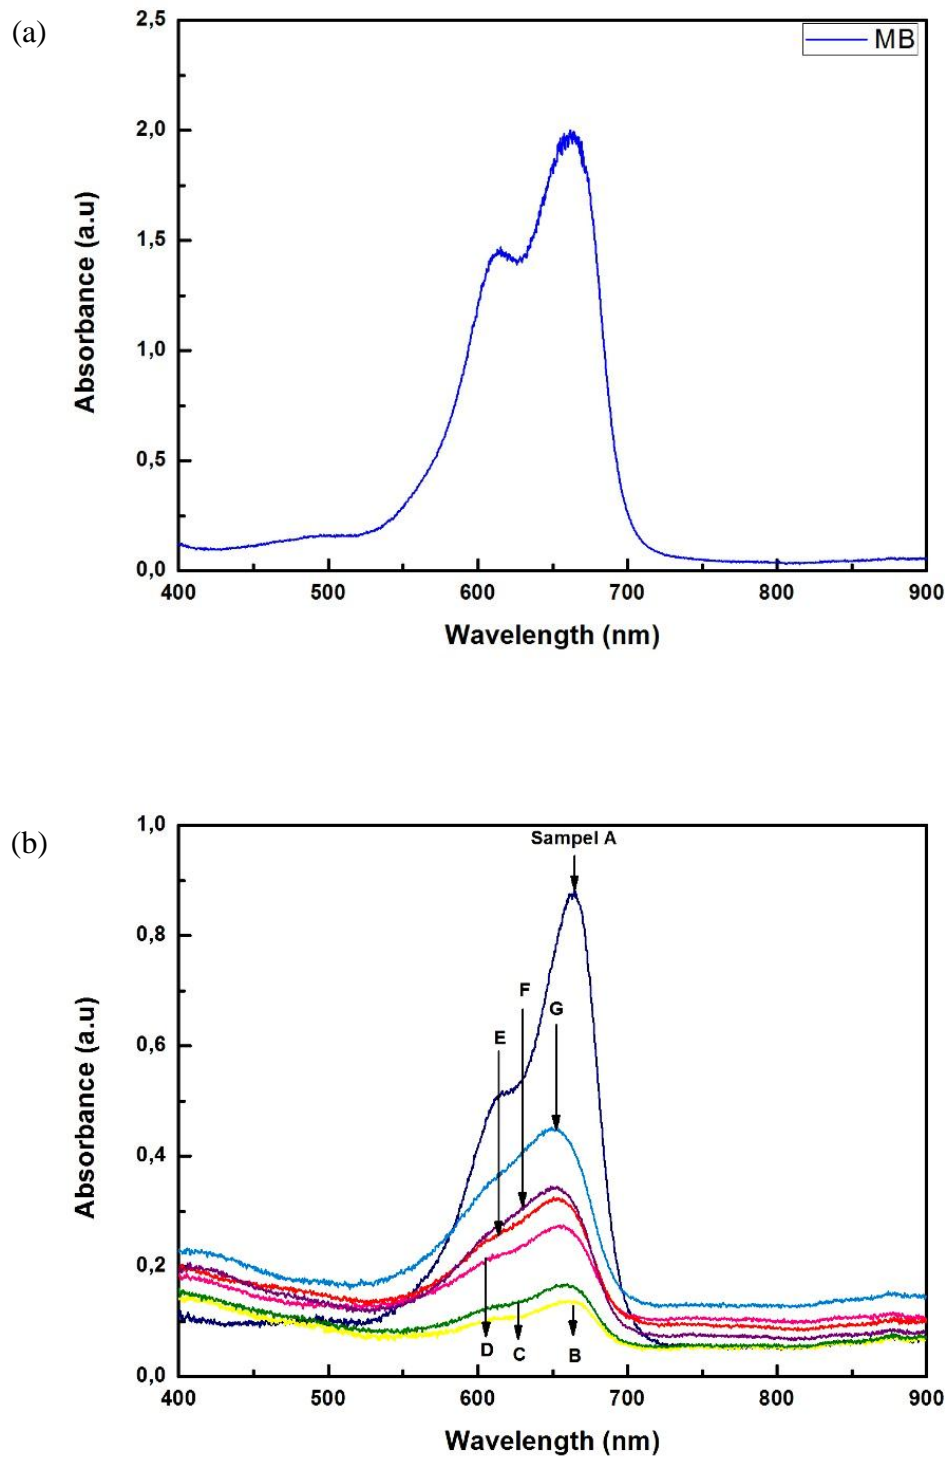 (a)
2,5
MB
2,0
1,5
1,0
0,5
0,0
Absorbance (a.u)
400 500 600 700 800 900
Wavelength (nm)
(b)
1,0
Sampel A
0,8
F
G
E
0,6
0,4
0,2
D
C
B
0,0
Absorbance (a.u)
400 500 600 700 800 900
Wavelength (nm)